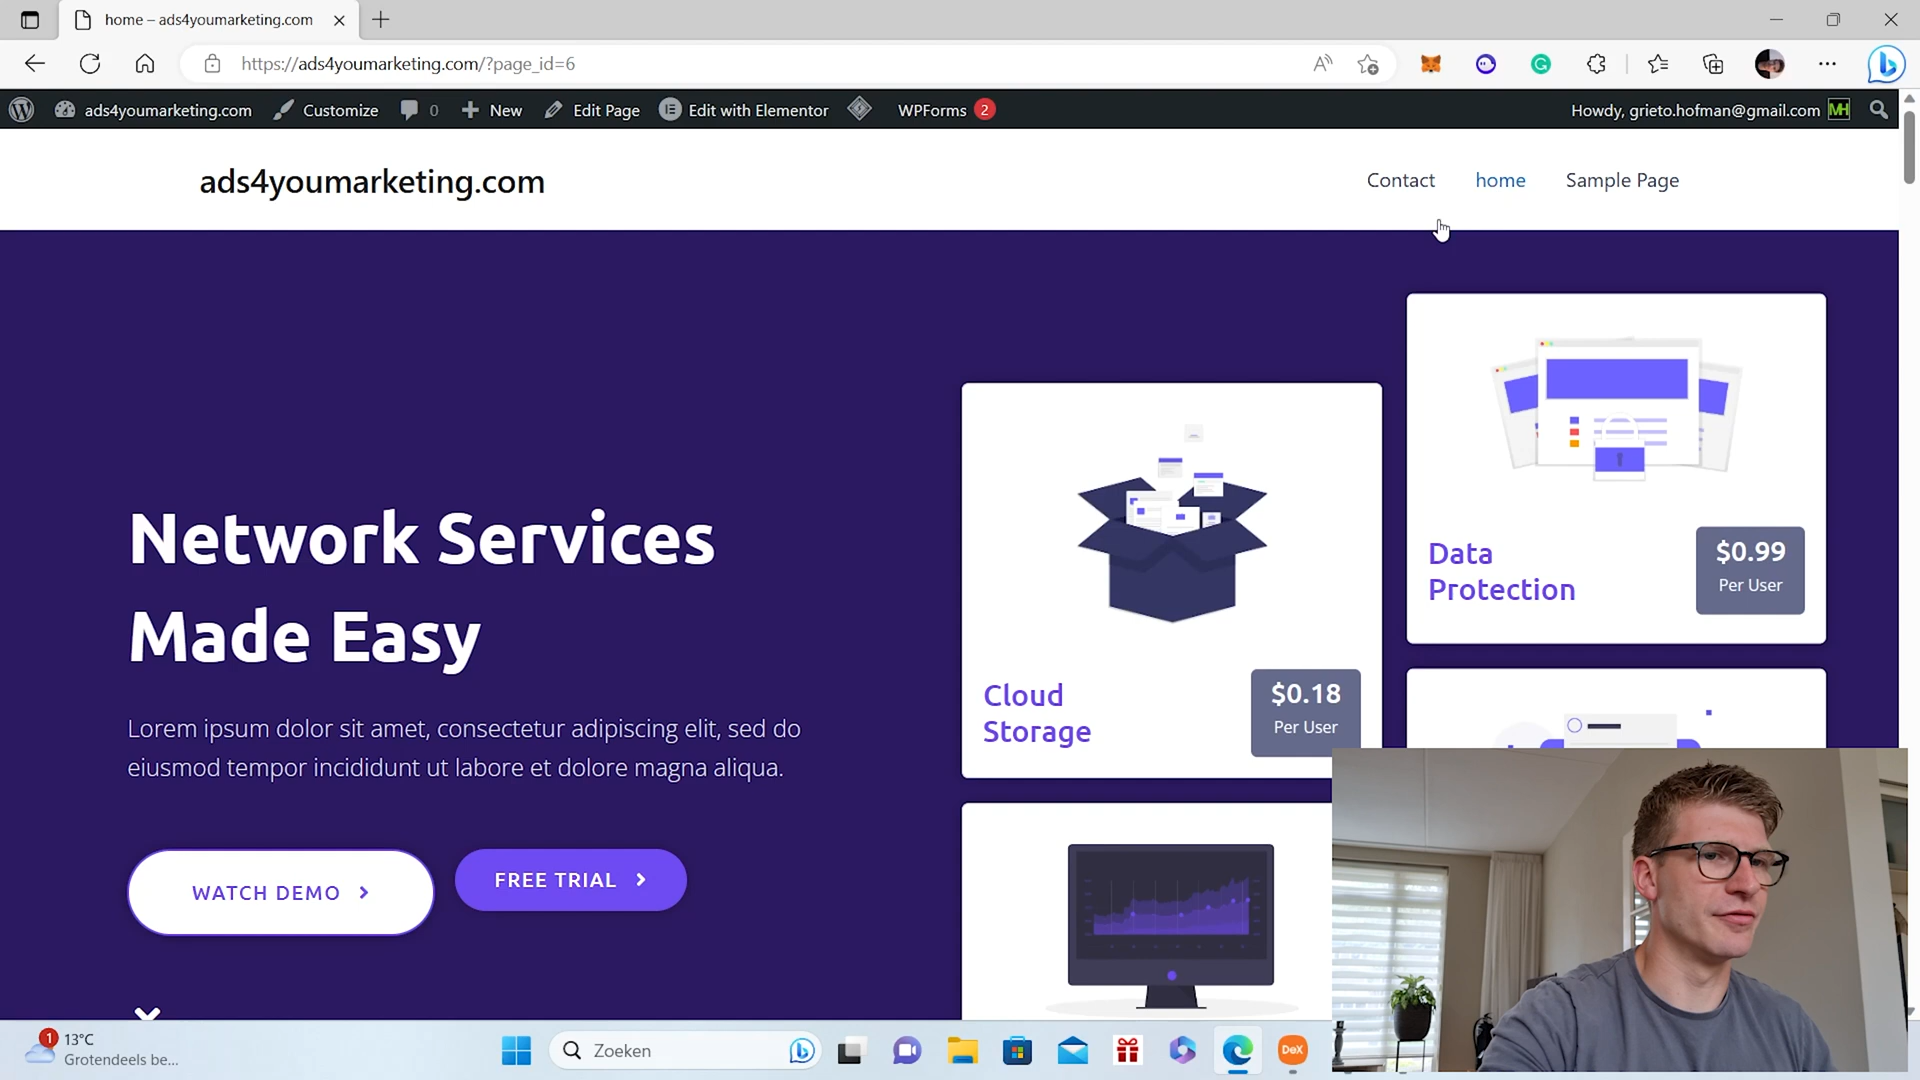 home – ads4youmarketing.com
https://ads4youmarketing.com/?page_id=6
ads4youmarketing.com
Customize
0
New
Edit Page
Edit with Elementor
WPForms
2
Howdy, grieto.hofman@gmail.com
MH
ads4youmarketing.com
Contact
home
Sample Page
Network Services
Made Easy
Lorem ipsum dolor sit amet, consectetur adipiscing elit, sed do
eiusmod tempor incididunt ut labore et dolore magna aliqua.
WATCH DEMO
FREE TRIAL
Cloud
Storage
$0.18
Per User
Data
Protection
$0.99
Per User
1
13°C
Grotendeels be...
Zoeken
DeX